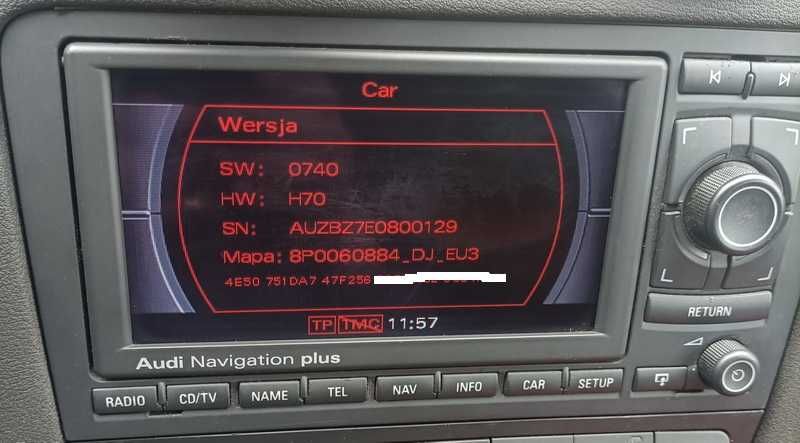 Car
Wersja
SW: 0740
HW: H70
SN: AUZBZ7E0800129
Mapa: 8P0060884_DJ_EU3
4E50 751DA7 47F256
TP TMC 11:57
Audi Navigation plus
RADIO CD/TV NAME TEL NAV INFO CAR SETUP
RETURN